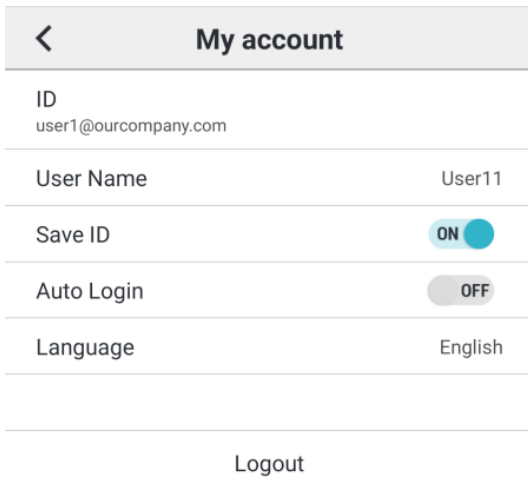 My account
ID
user1@ourcompany.com
User Name User11
Save ID ON
Auto Login OFF
Language English
Logout